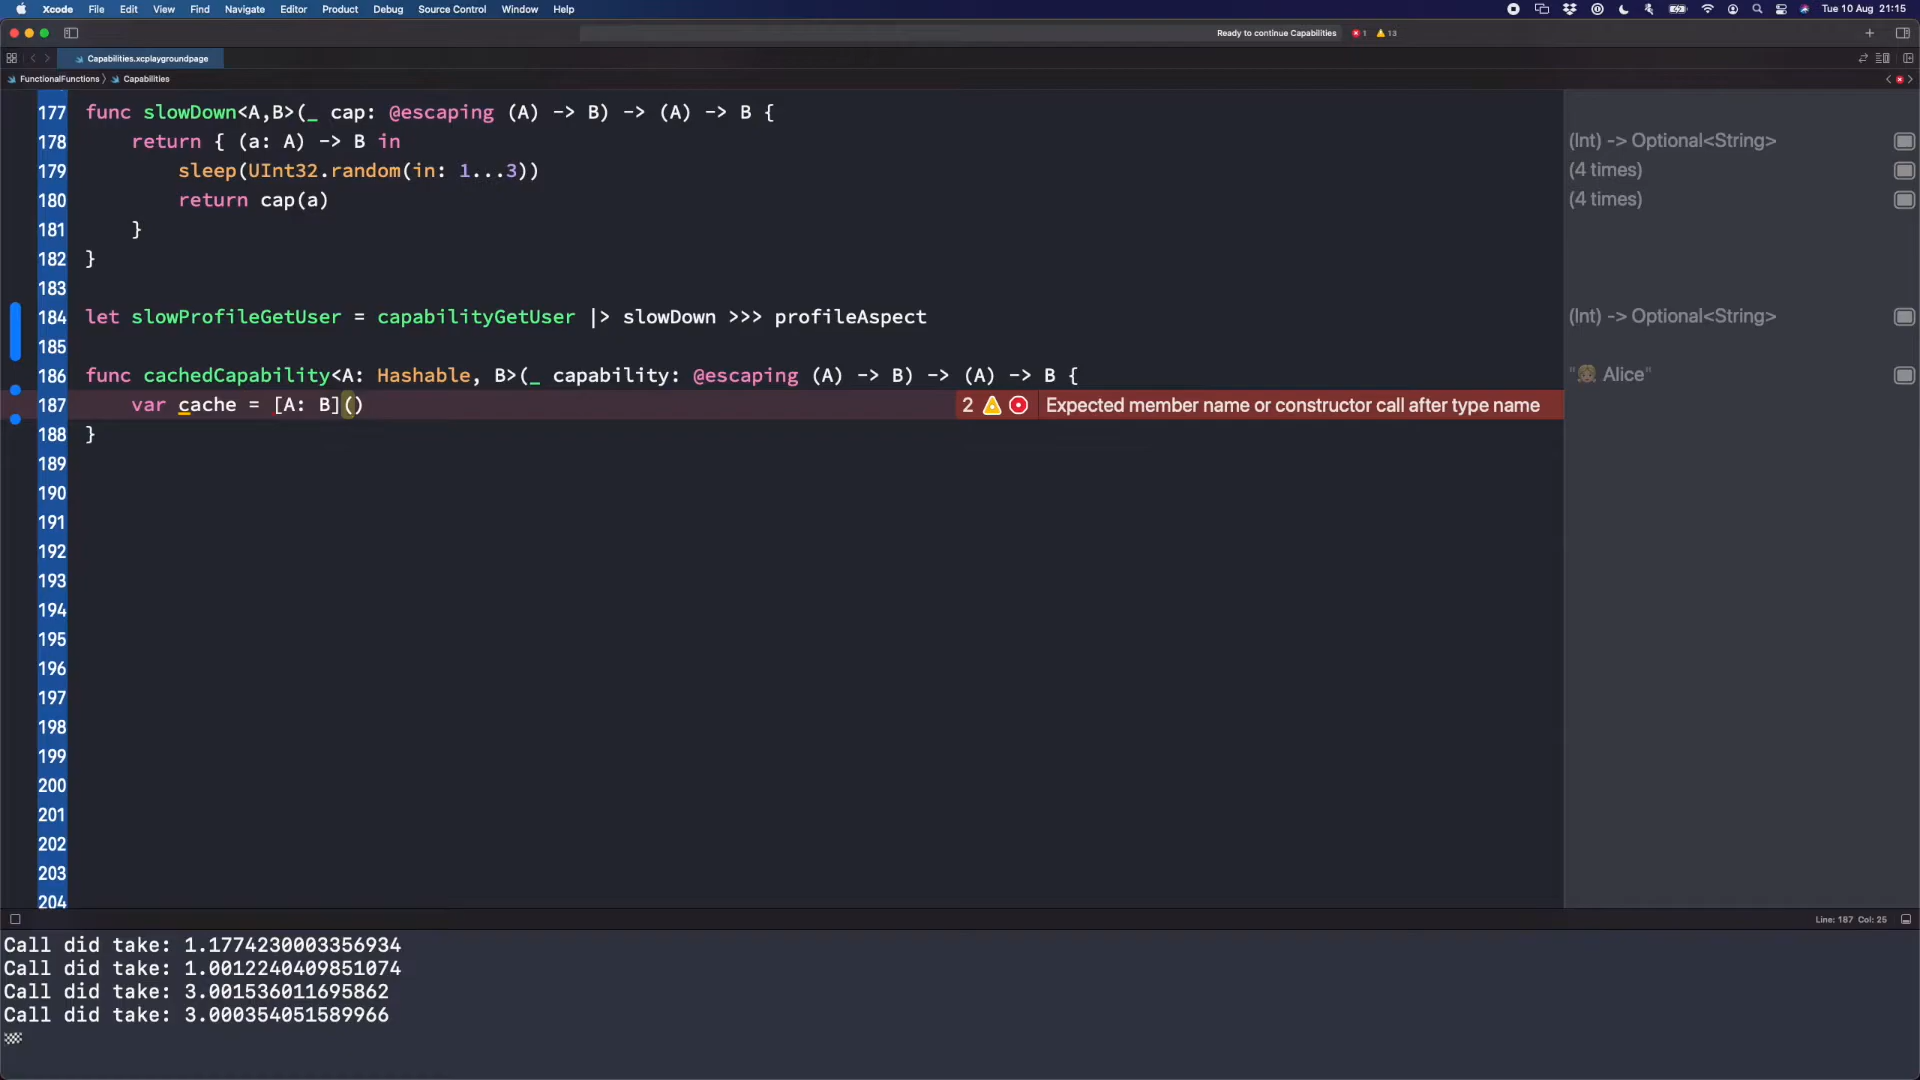 Xcode File Edit View Find Navigate Editor Product Debug Source Control Window Help Tue 10 Aug 21:15
Ready to continue Capabilities 1 13
Capabilities.xcplaygroundpage
FunctionalFunctions Capabilities
177 func slowDown<A,B>(_ cap: @escaping (A) -> B) -> (A) -> B {
178 return { (a: A) -> B in (Int) -> Optional<String>
179 sleep(UInt32.random(in: 1...3)) (4 times)
180 return cap(a) (4 times)
181 }
182 }
183
184 let slowProfileGetUser = capabilityGetUser |> slowDown >>> profileAspect (Int) -> Optional<String>
185
186 func cachedCapability<A: Hashable, B>(_ capability: @escaping (A) -> B) -> (A) -> B { "👧🏼 Alice"
187 var cache = [A: B]() 2 Expected member name or constructor call after type name
188 }
189
190
191
192
193
194
195
196
197
198
199
200
201
202
203
204
Line: 187 Col: 25
Call did take: 1.1774230003356934
Call did take: 1.0012240409851074
Call did take: 3.001536011695862
Call did take: 3.000354051589966